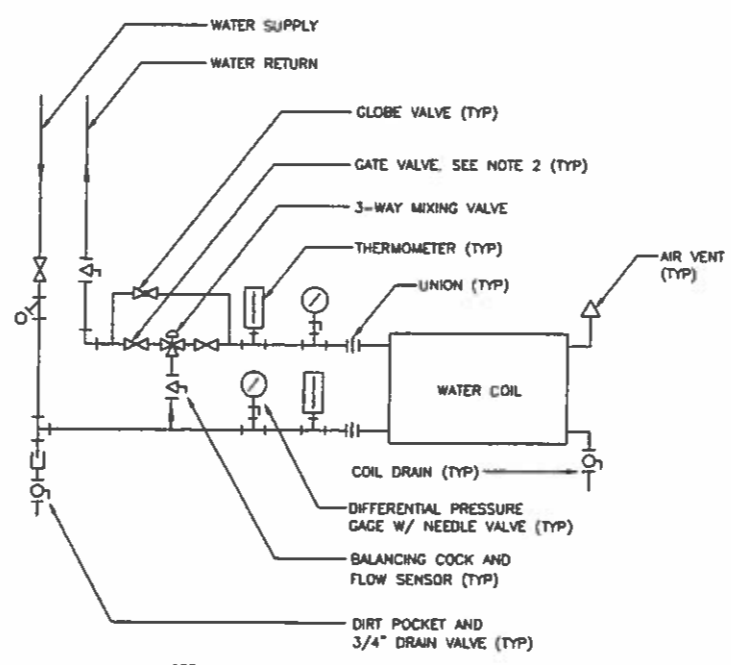 WATER SUPPLY
WATER RETURN
GLOBE VALVE (TYP)
GATE VALVE, SEE NOTE 2 (TYP)
3-WAY MIXING VALVE
THERMOMETER (TYP)
AIR VENT
(TYP)
UNION (TYP)
WATER COIL
COIL DRAIN (TYP)
DIFFERENTIAL PRESSURE
GAGE W/ NEEDLE VALVE (TYP)
BALANCING COCK AND
FLOW SENSOR (TYP)
DIRT POCKET AND
3/4" DRAIN VALVE (TYP)